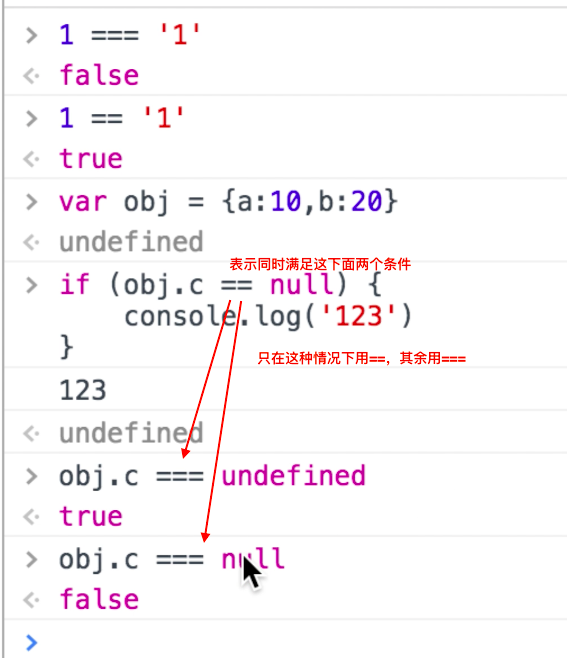 > 1 === '1'
<· false
> 1 == '1'
<· true
> var obj = {a:10,b:20}
<· undefined
表示同时满足这下面两个条件
> if (obj.c == null) {
console.log('123')
}
只在这种情况下用==，其余用===
123
<· undefined
> obj.c === undefined
<· true
> obj.c === null
<· false
>